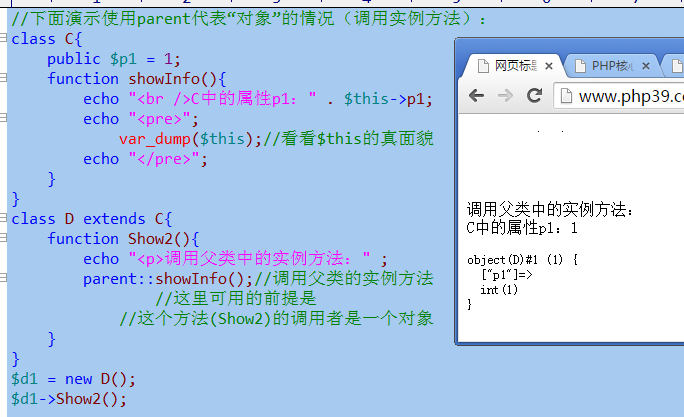 //下面演示使用parent代表“对象”的情况（调用实例方法）：
class C{
public $p1 = 1;
function showInfo(){
echo "<br />C中的属性p1：" . $this->p1;
echo "<pre>";
var_dump($this);//看看$this的真面貌
echo "</pre>";
}
}
class D extends C{
function Show2(){
echo "<p>调用父类中的实例方法：" ;
parent::showInfo();//调用父类的实例方法
//这里可用的前提是
//这个方法(Show2)的调用者是一个对象
}
}
$d1 = new D();
$d1->Show2();
网页标是
PHP核心
www.php39.c
调用父类中的实例方法：
C中的属性p1：1
object(D)#1 (1) {
["p1"]=>
int(1)
}